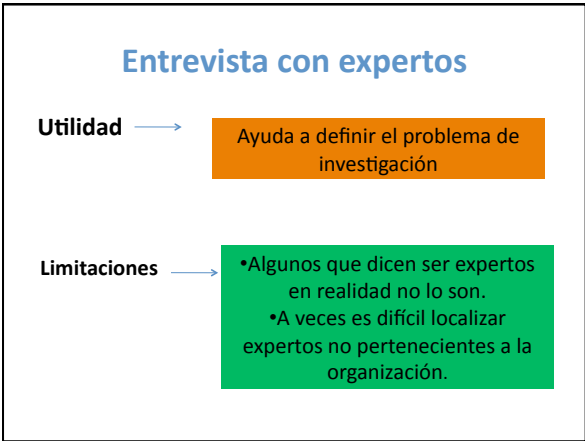 Entrevista con expertos
Utilidad
Ayuda a definir el problema de
investigación
Limitaciones
•Algunos que dicen ser expertos
en realidad no lo son.
•A veces es difícil localizar
expertos no pertenecientes a la
organización.